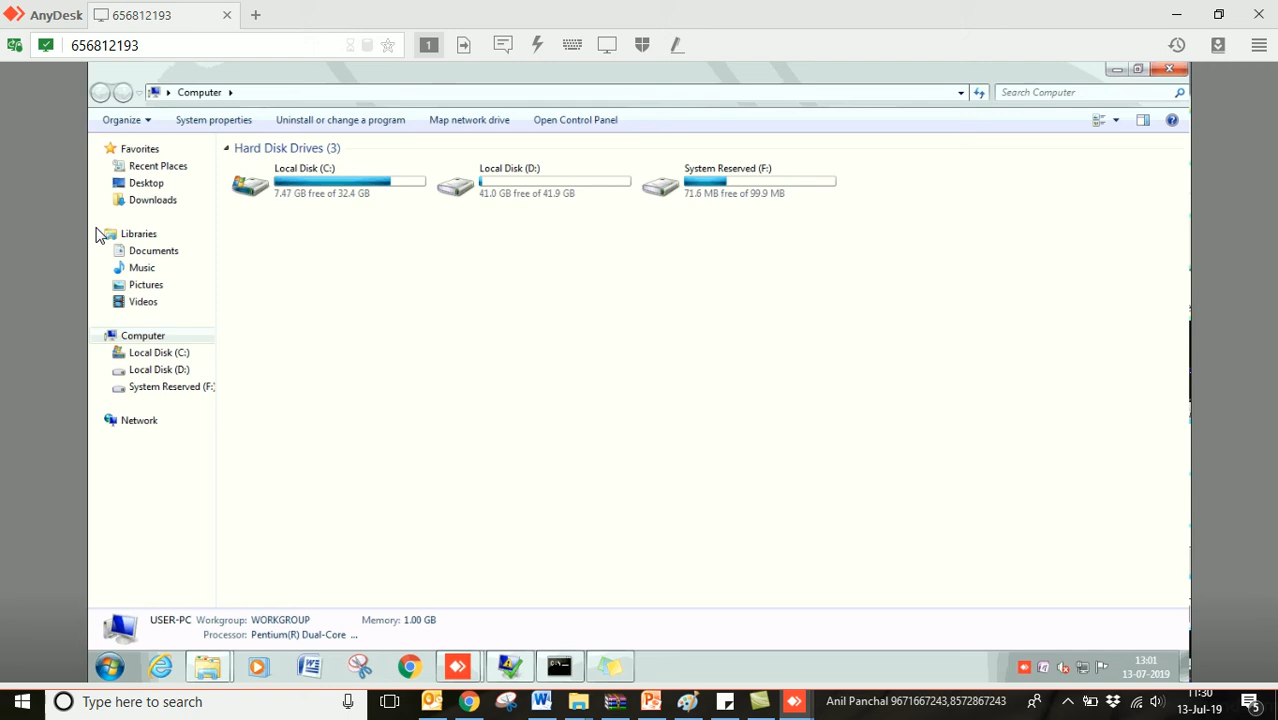 AnyDesk 656812193
656812193 1
Computer Search Computer
Organize System properties Uninstall or change a program Map network drive Open Control Panel
Favorites
Recent Places
Desktop
Downloads
Libraries
Documents
Music
Pictures
Videos
Computer
Local Disk (C:)
Local Disk (D:)
System Reserved (F:)
Network
Hard Disk Drives (3)
Local Disk (C:)
7.47 GB free of 32.4 GB
Local Disk (D:)
41.0 GB free of 41.9 GB
System Reserved (F:)
71.6 MB free of 99.9 MB
USER-PC Workgroup: WORKGROUP Memory: 1.00 GB
Processor: Pentium(R) Dual-Core ...
13:01
13-07-2019
Type here to search
Anil Panchal 9671667243,8572867243
11:30
13-Jul-19
5